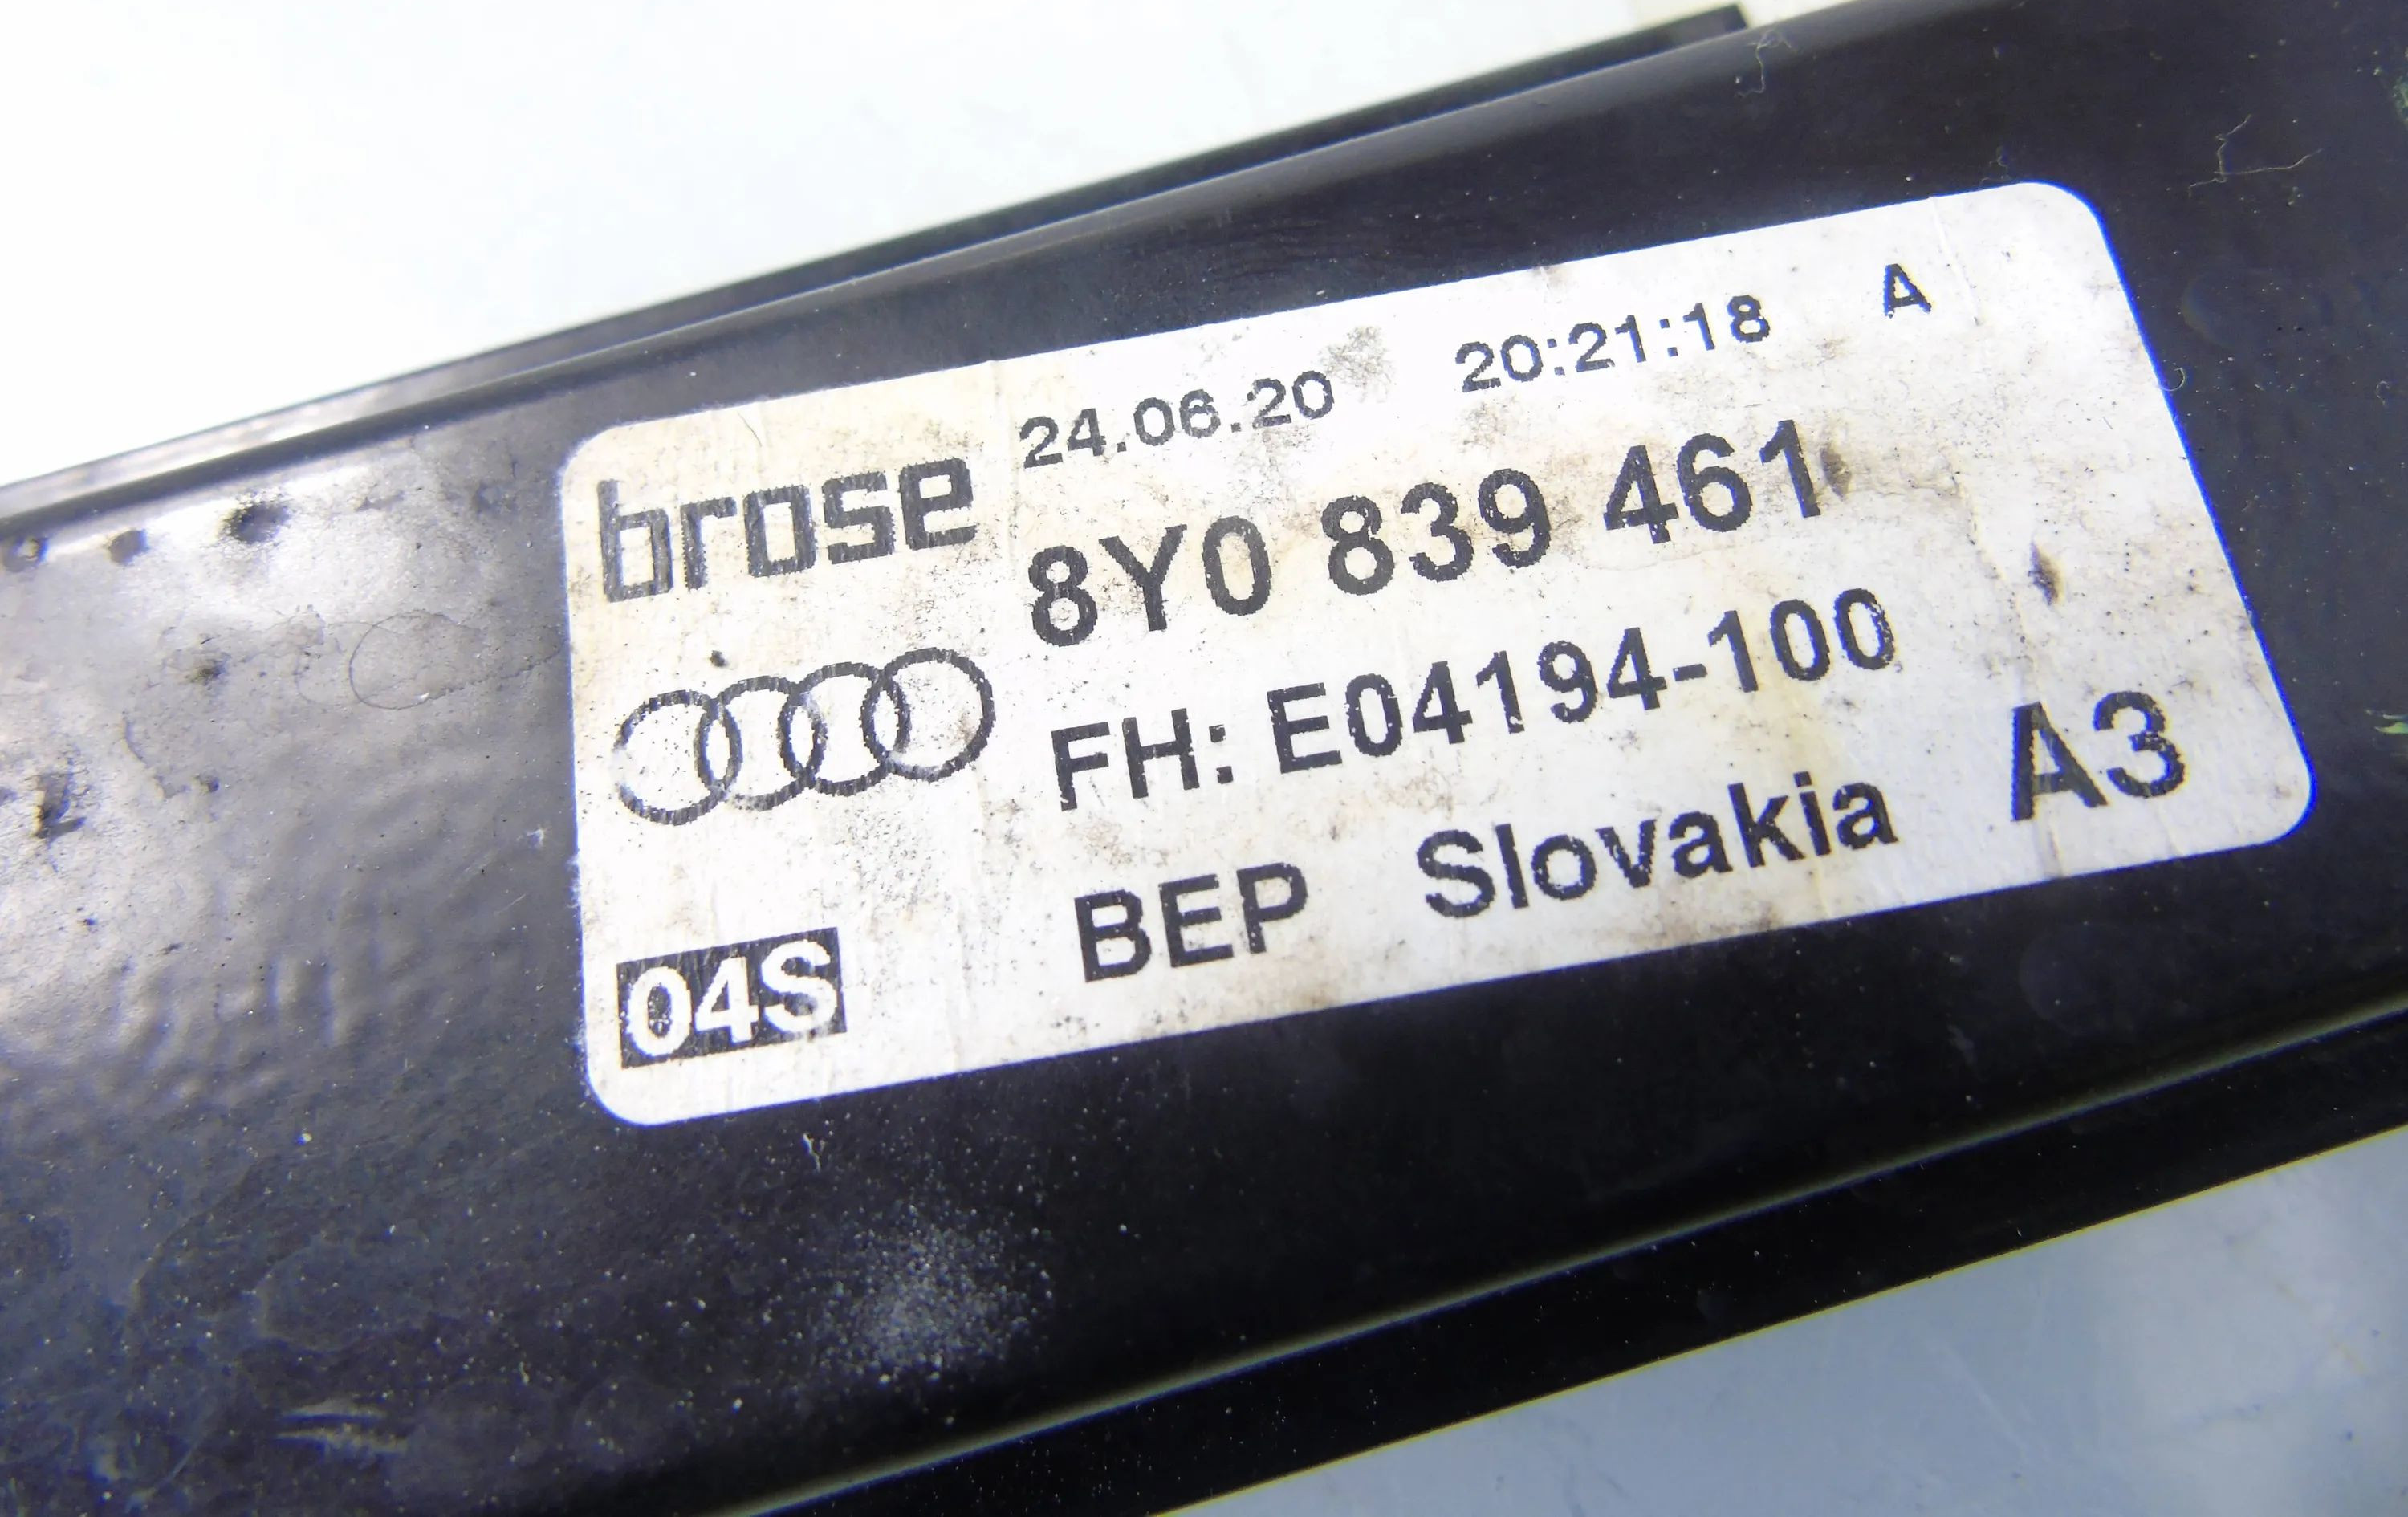 brose 24.06.20 20:21:18 A
8Y0 839 461
FH: E04194-100
04S BEP Slovakia A3